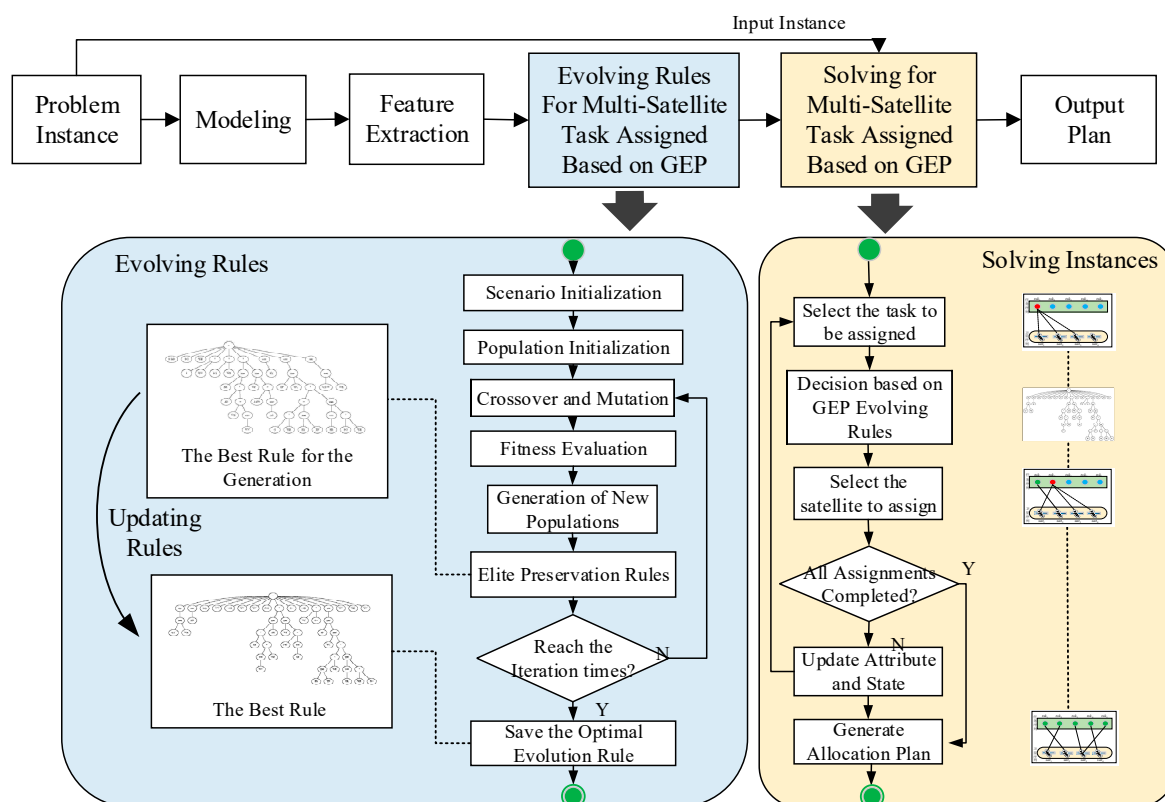 Input Instance
Problem
Instance
Modeling
Feature
Extraction
Evolving Rules
For Multi-Satellite
Task Assigned
Based on GEP
Solving for
Multi-Satellite
Task Assigned
Based on GEP
Output
Plan
Evolving Rules
Scenario Initialization
Population Initialization
Crossover and Mutation
Fitness Evaluation
Generation of New
Populations
Elite Preservation Rules
Reach the
Iteration times?
N
Y
Save the Optimal
Evolution Rule
The Best Rule for the
Generation
Updating
Rules
The Best Rule
Solving Instances
Select the task to
be assigned
Decision based on
GEP Evolving
Rules
Select the
satellite to assign
All Assignments
Completed?
Y
N
Update Attribute
and State
Generate
Allocation Plan